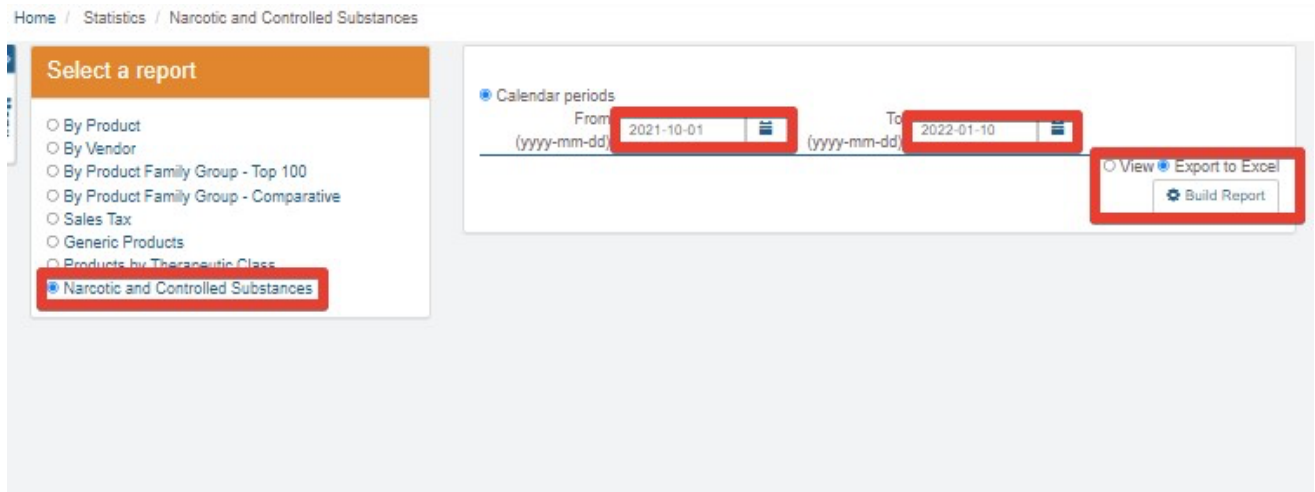 Home / Statistics / Narcotic and Controlled Substances
Select a report
By Product
By Vendor
By Product Family Group - Top 100
By Product Family Group - Comparative
Sales Tax
Generic Products
Products by Therapeutic Class
Narcotic and Controlled Substances
Calendar periods
From 2021-10-01 To 2022-01-10
(yyyy-mm-dd) (yyyy-mm-dd)
View Export to Excel
Build Report